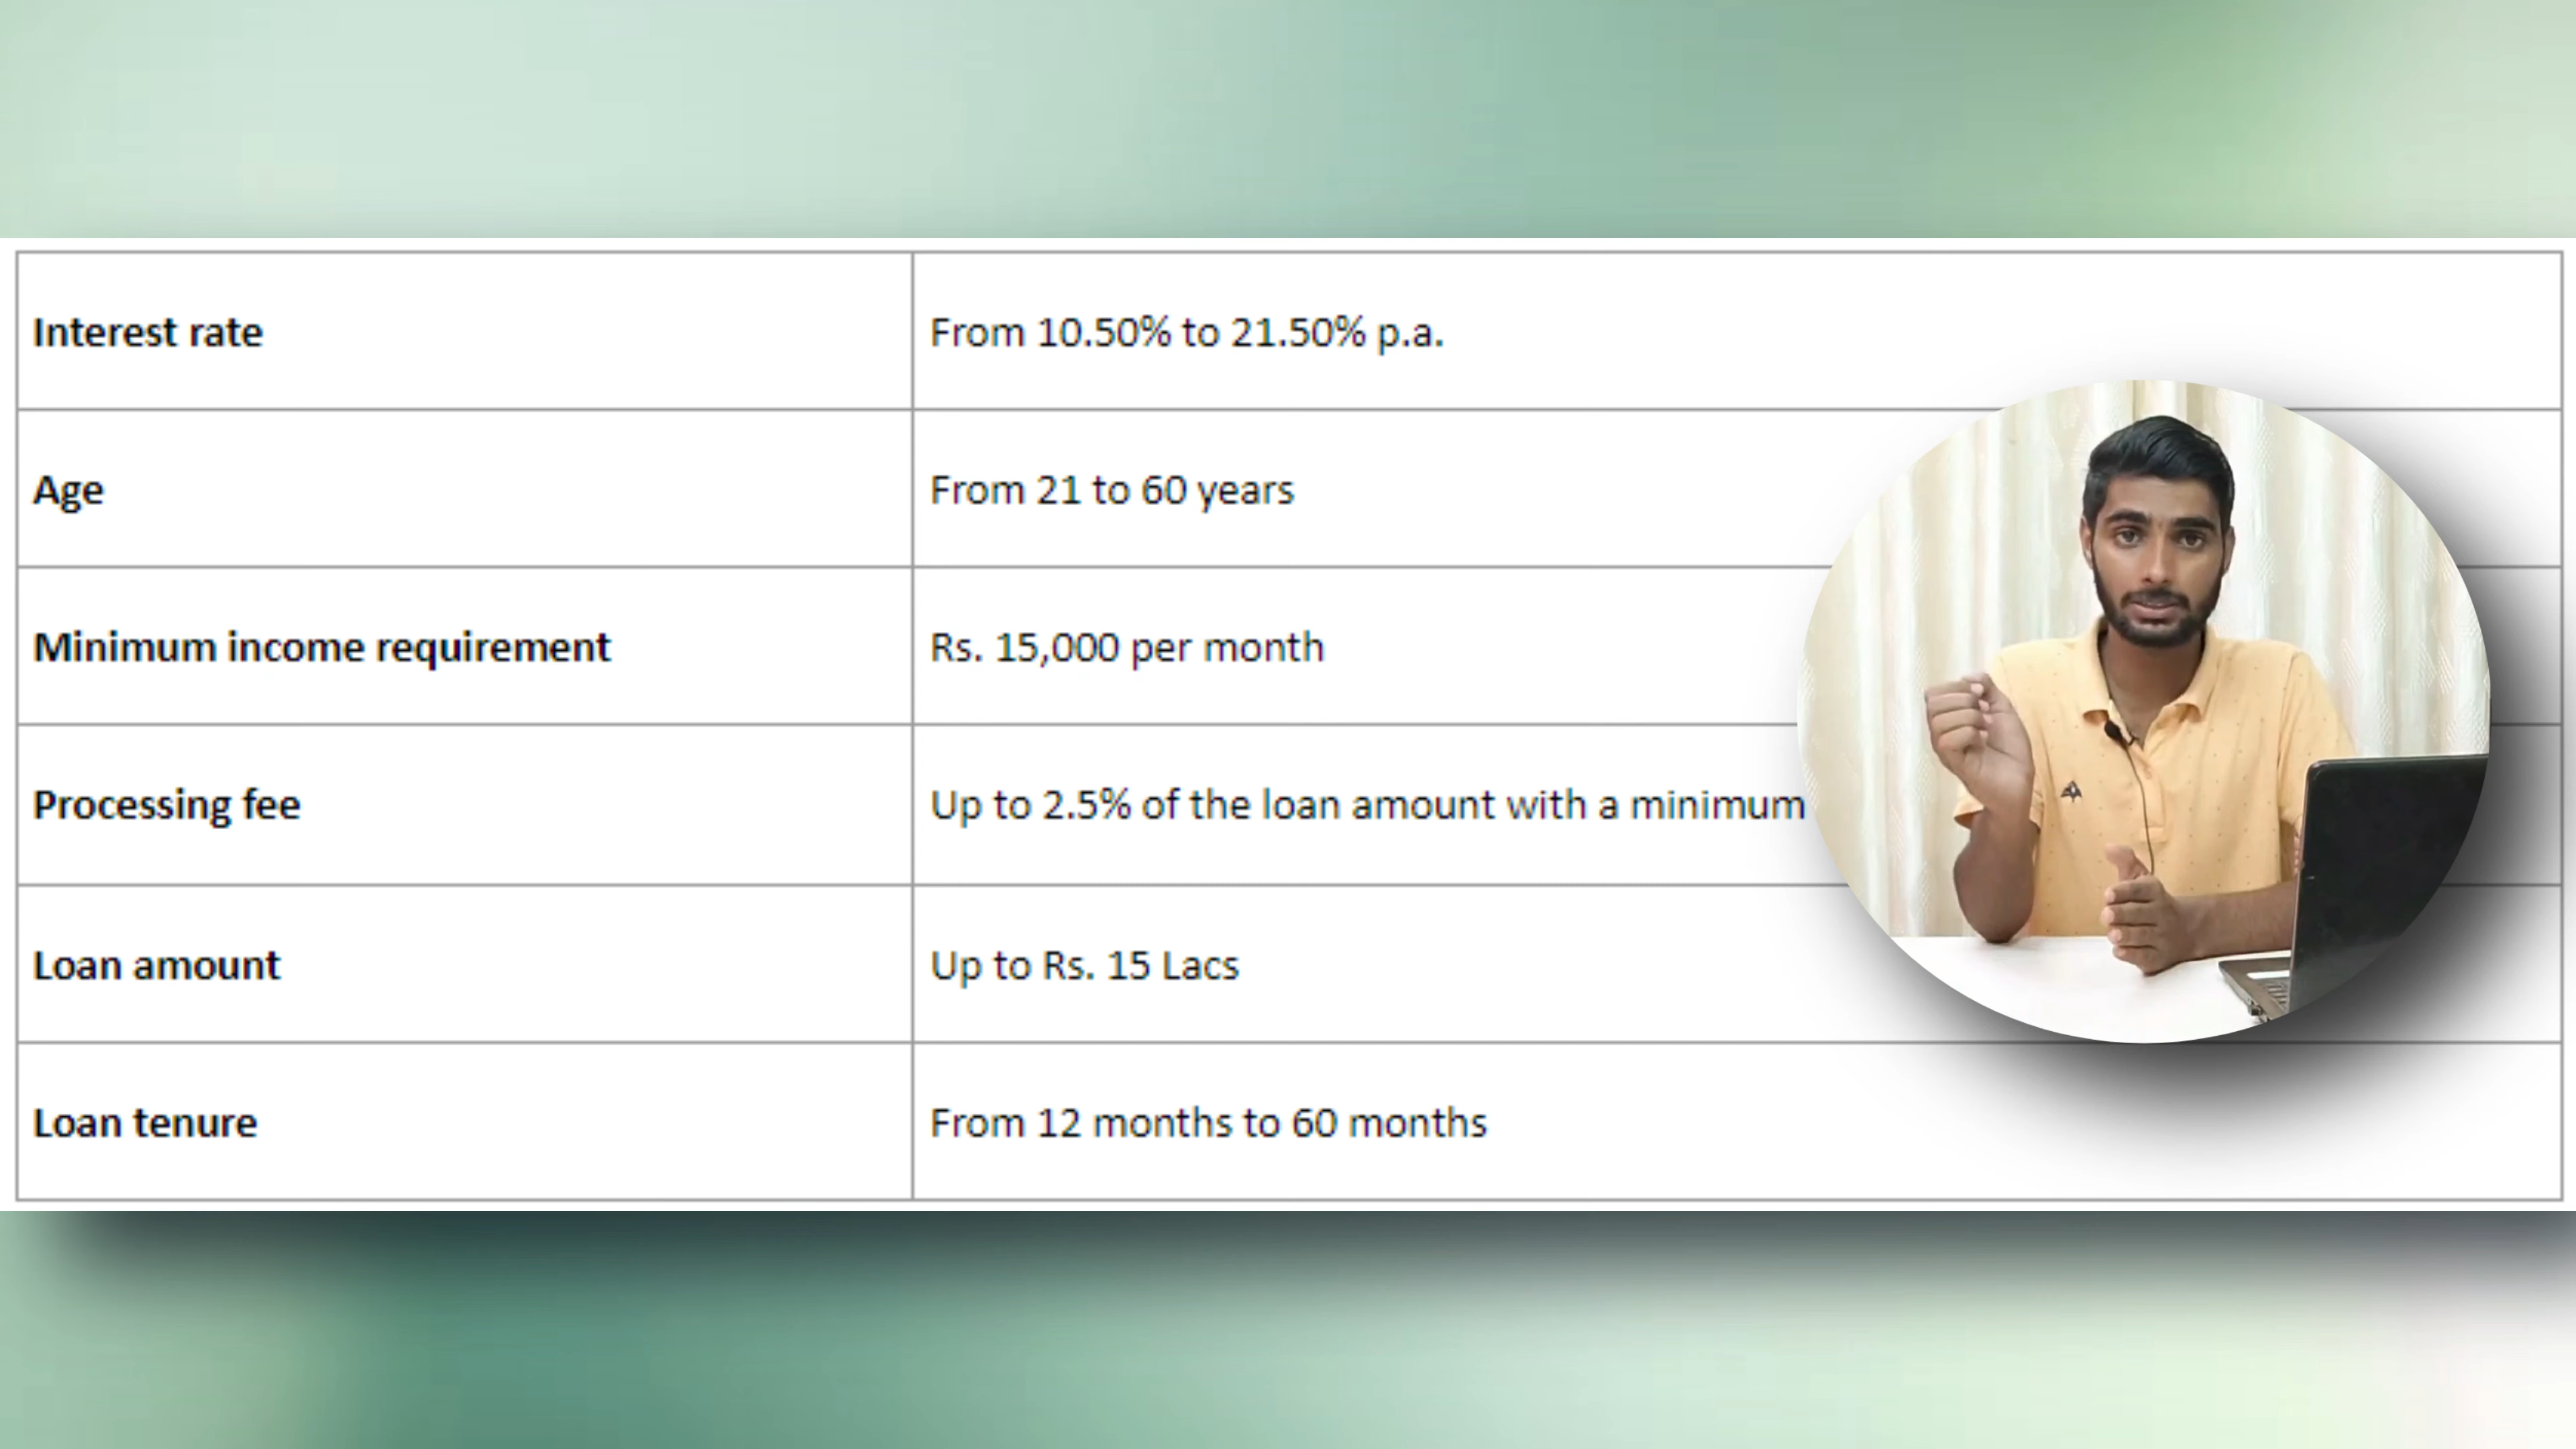 Interest rate From 10.50% to 21.50% p.a.
Age From 21 to 60 years
Minimum income requirement Rs. 15,000 per month
Processing fee Up to 2.5% of the loan amount with a minimum
Loan amount Up to Rs. 15 Lacs
Loan tenure From 12 months to 60 months